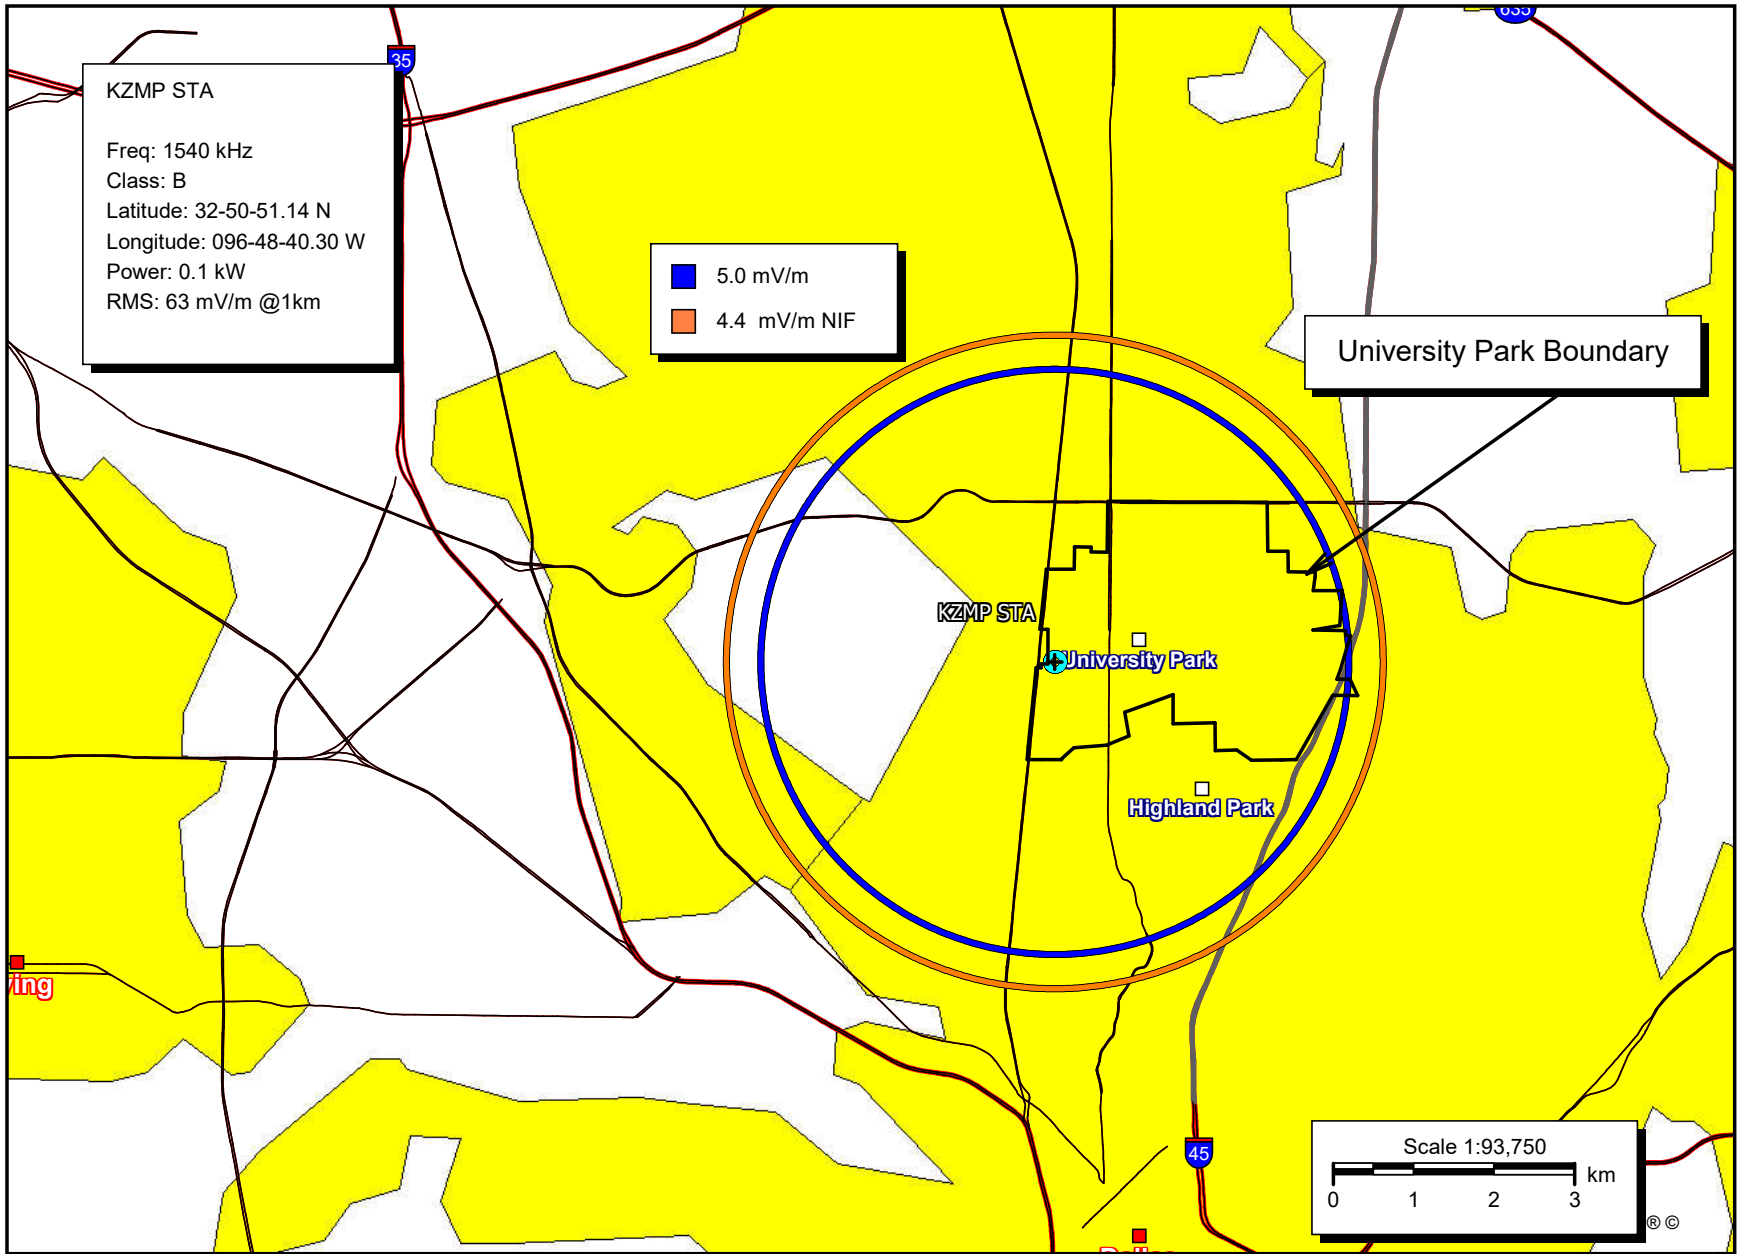 635
35
KZMP STA
Freq: 1540 kHz
Class: B
Latitude: 32-50-51.14 N
Longitude: 096-48-40.30 W
Power: 0.1 kW
RMS: 63 mV/m @1km
5.0 mV/m
4.4 mV/m NIF
University Park Boundary
KZMP STA
University Park
Highland Park
ving
45
Scale 1:93,750
km
0 1 2 3
® ©